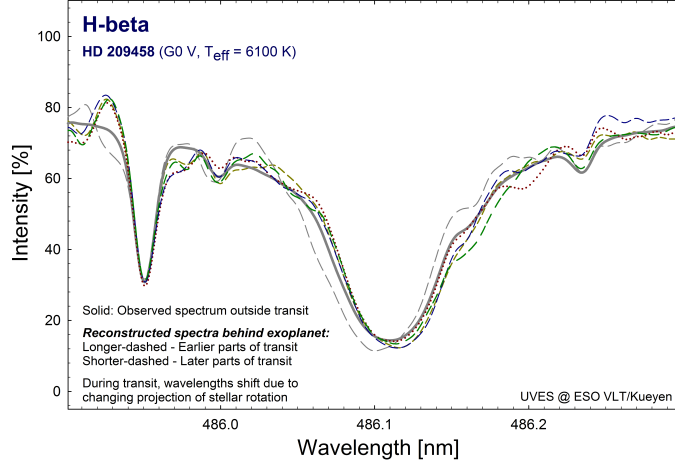 H-beta
HD 209458 (G0 V, Teff = 6100 K)
100
80
60
40
20
0
Intensity [%]
Solid: Observed spectrum outside transit
Reconstructed spectra behind exoplanet:
Longer-dashed - Earlier parts of transit
Shorter-dashed - Later parts of transit
During transit, wavelengths shift due to
changing projection of stellar rotation
UVES @ ESO VLT/Kueyen
486.0 486.1 486.2
Wavelength [nm]